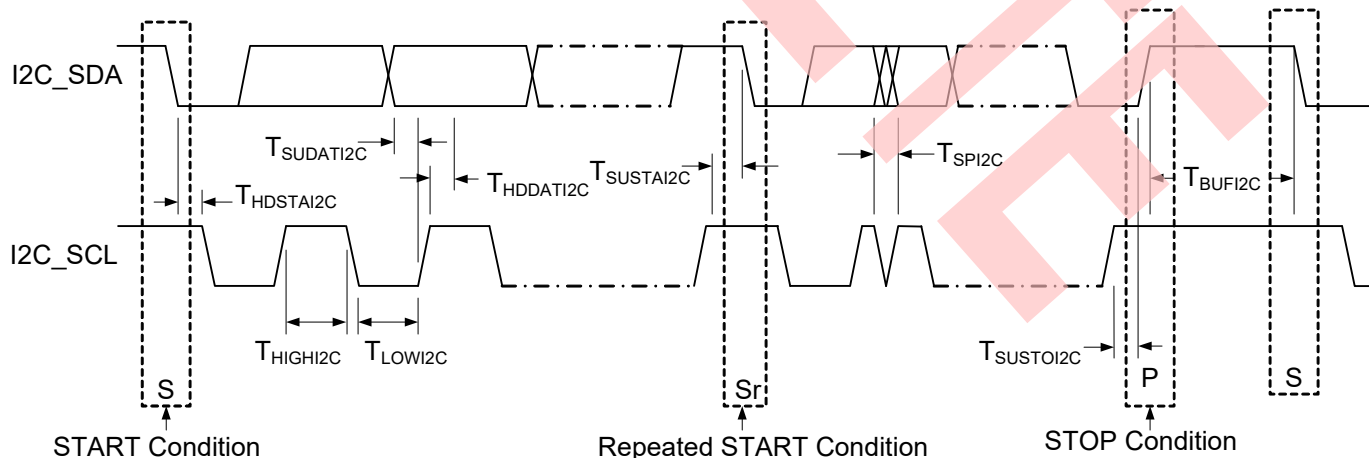 I2C_SDA
T_SUDATI2C
T_HDSTAI2C
T_HDDATI2C
T_SUSTAI2C
T_SPI2C
T_BUFI2C
I2C_SCL
T_HIGHI2C
T_LOWI2C
T_SUSTOI2C
S
Sr
P
S
START Condition
Repeated START Condition
STOP Condition